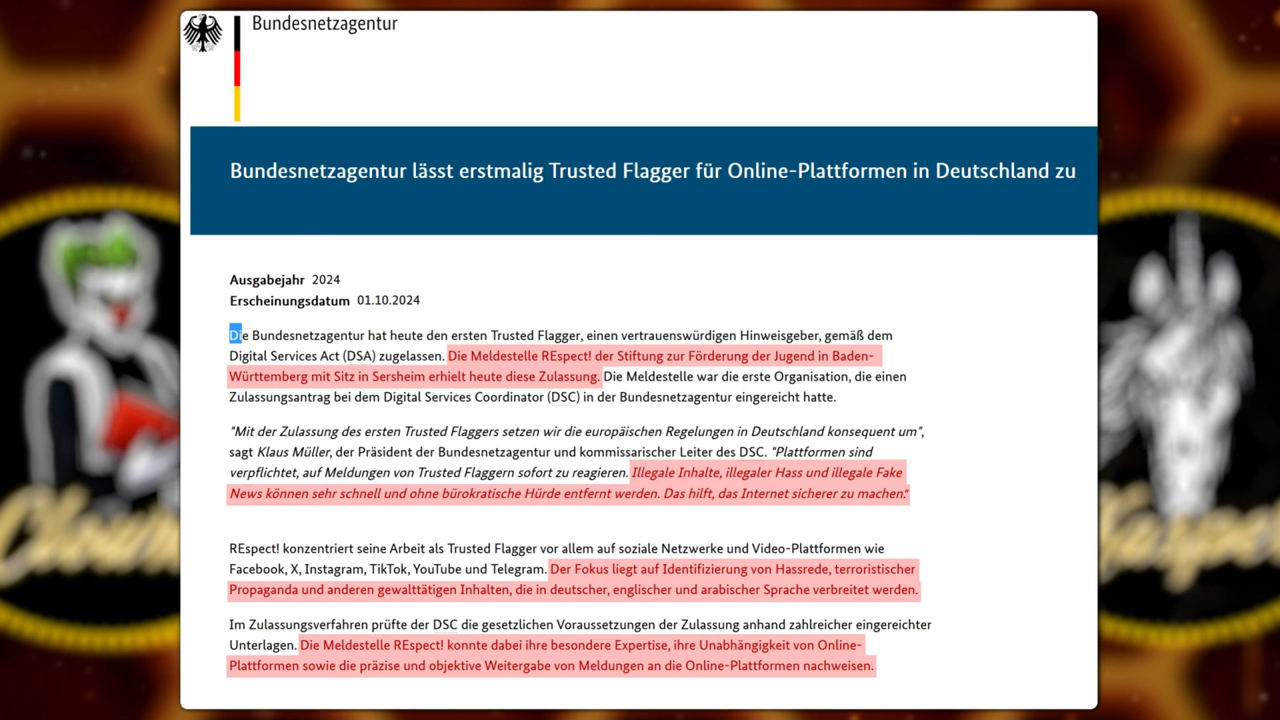 Bundesnetzagentur
Bundesnetzagentur lässt erstmalig Trusted Flagger für Online-Plattformen in Deutschland zu
Ausgabejahr 2024
Erscheinungsdatum 01.10.2024
Die Bundesnetzagentur hat heute den ersten Trusted Flagger, einen vertrauenswürdigen Hinweisgeber, gemäß dem
Digital Services Act (DSA) zugelassen. Die Meldestelle REspect! der Stiftung zur Förderung der Jugend in Baden-
Württemberg mit Sitz in Sersheim erhielt heute diese Zulassung. Die Meldestelle war die erste Organisation, die einen
Zulassungsantrag bei dem Digital Services Coordinator (DSC) in der Bundesnetzagentur eingereicht hatte.
"Mit der Zulassung des ersten Trusted Flaggers setzen wir die europäischen Regelungen in Deutschland konsequent um",
sagt Klaus Müller, der Präsident der Bundesnetzagentur und kommissarischer Leiter des DSC. "Plattformen sind
verpflichtet, auf Meldungen von Trusted Flaggern sofort zu reagieren. Illegale Inhalte, illegaler Hass und illegale Fake
News können sehr schnell und ohne bürokratische Hürde entfernt werden. Das hilft, das Internet sicherer zu machen."
REspect! konzentriert seine Arbeit als Trusted Flagger vor allem auf soziale Netzwerke und Video-Plattformen wie
Facebook, X, Instagram, TikTok, YouTube und Telegram. Der Fokus liegt auf Identifizierung von Hassrede, terroristischer
Propaganda und anderen gewalttätigen Inhalten, die in deutscher, englischer und arabischer Sprache verbreitet werden.
Im Zulassungsverfahren prüfte der DSC die gesetzlichen Voraussetzungen der Zulassung anhand zahlreicher eingereichter
Unterlagen. Die Meldestelle REspect! konnte dabei ihre besondere Expertise, ihre Unabhängigkeit von Online-
Plattformen sowie die präzise und objektive Weitergabe von Meldungen an die Online-Plattformen nachweisen.